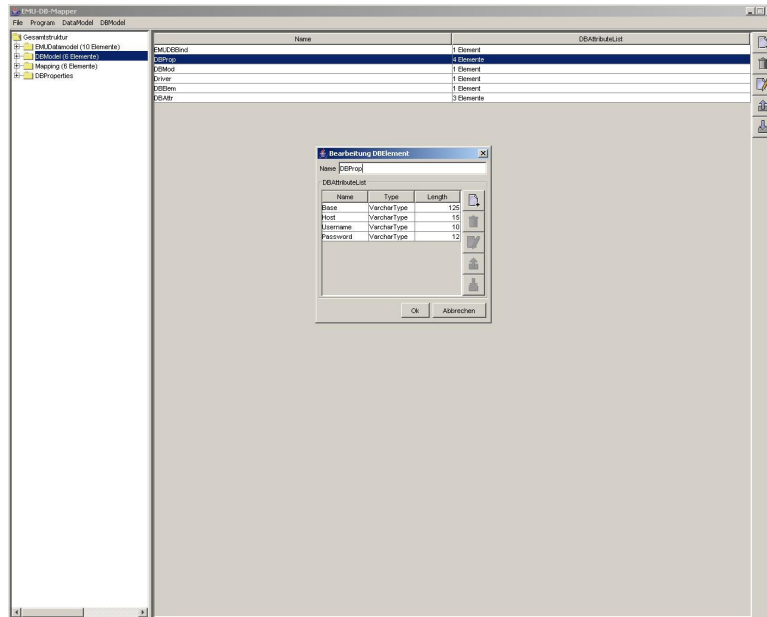 EMU-DB-Mapper
File Program DataModel DBModel
Gesamtstruktur
EMUDatamodel (10 Elemente)
DBModel (6 Elemente)
Mapping (6 Elemente)
DBProperties
Name DBAttributeList
EMUDBBind 1 Element
DBProp 4 Elemente
DBMod 1 Element
Driver 1 Element
DBElem 1 Element
DBAttr 3 Elemente
Bearbeitung DBElement
Name DBProp
DBAttributeList
Name Type Length
Base VarcharType 125
Host VarcharType 15
Username VarcharType 10
Password VarcharType 12
Ok Abbrechen